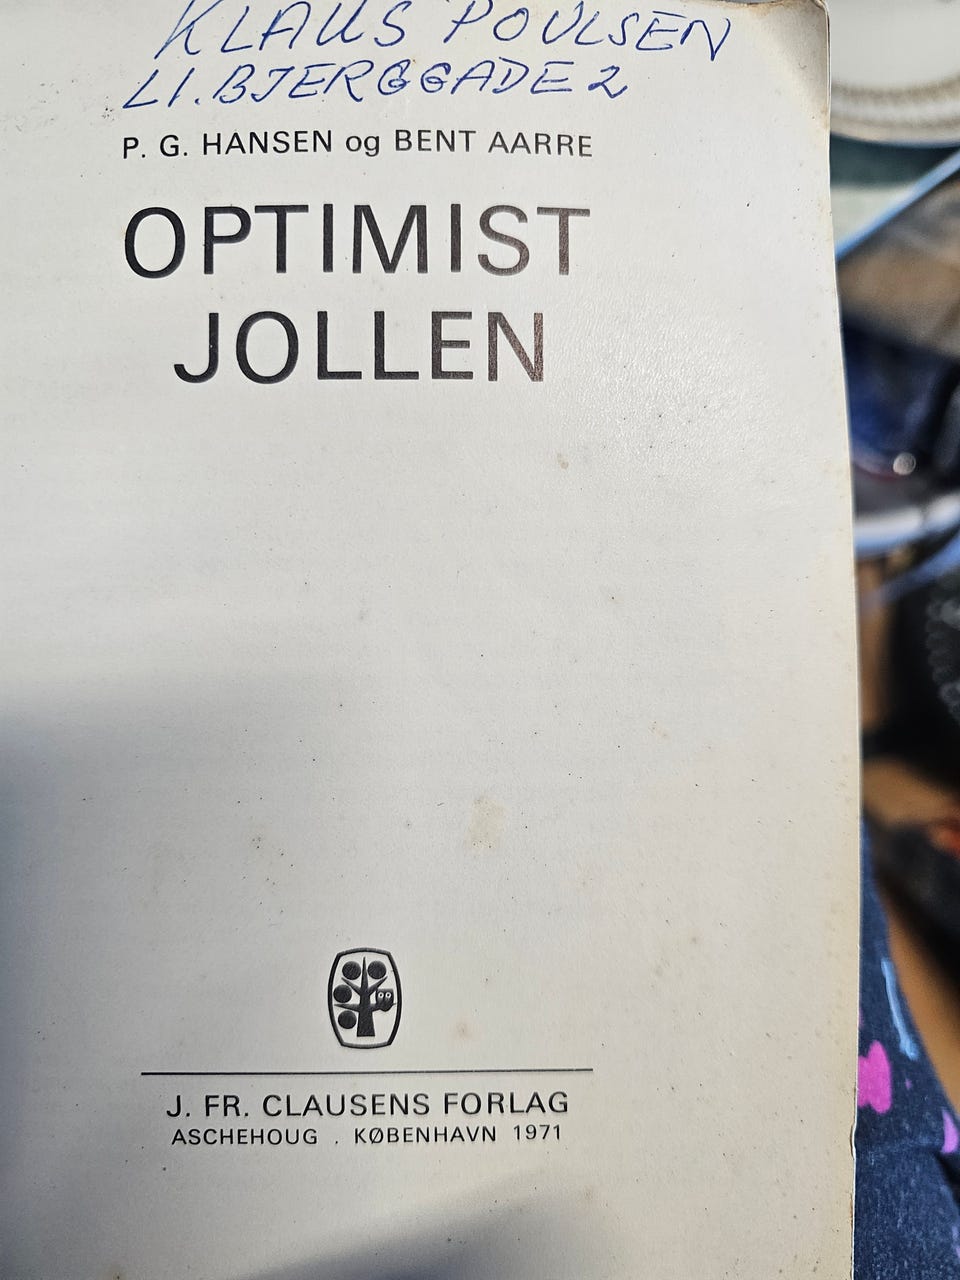 KLAUS POULSEN
LI. BJERGGADE 2
P. G. HANSEN og BENT AARRE
OPTIMIST
JOLLEN
J. FR. CLAUSENS FORLAG
ASCHEHOUG . KØBENHAVN 1971